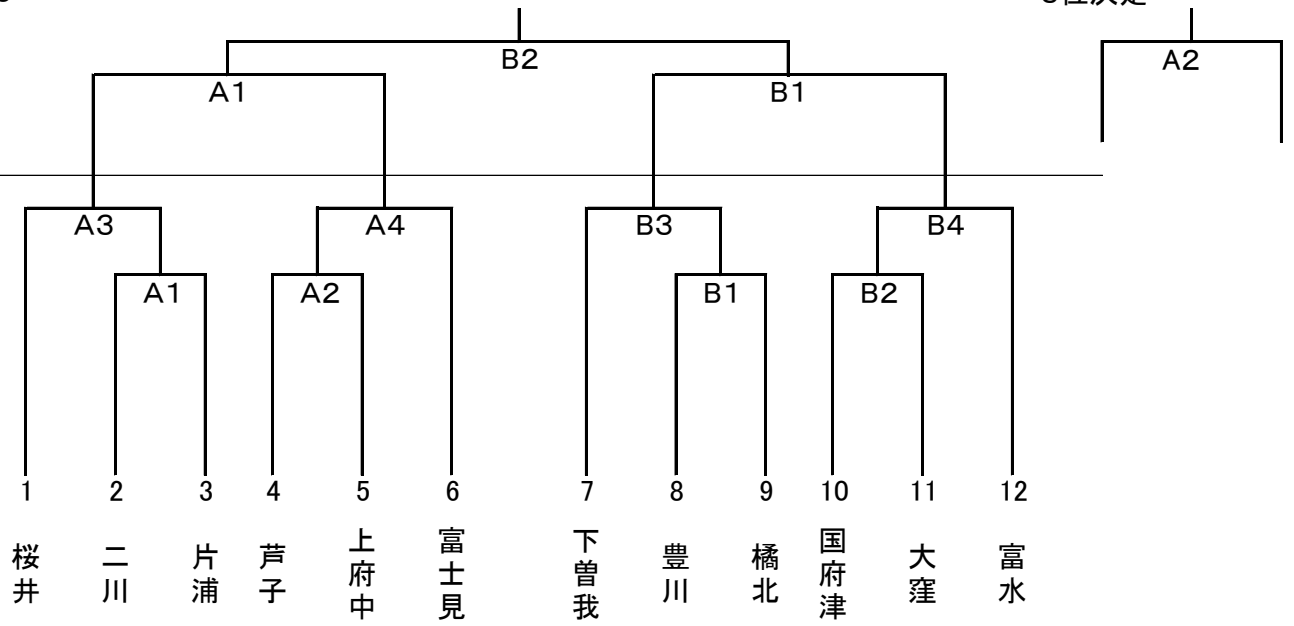 B2
A2
A1
B1
A3
A4
B3
B4
A1
A2
B1
B2
1
2
3
4
5
6
7
8
9
10
11
12
桜井
二川
片浦
芦子
上府中
富士見
下曽我
豊川
橘北
国府津
大窪
富水